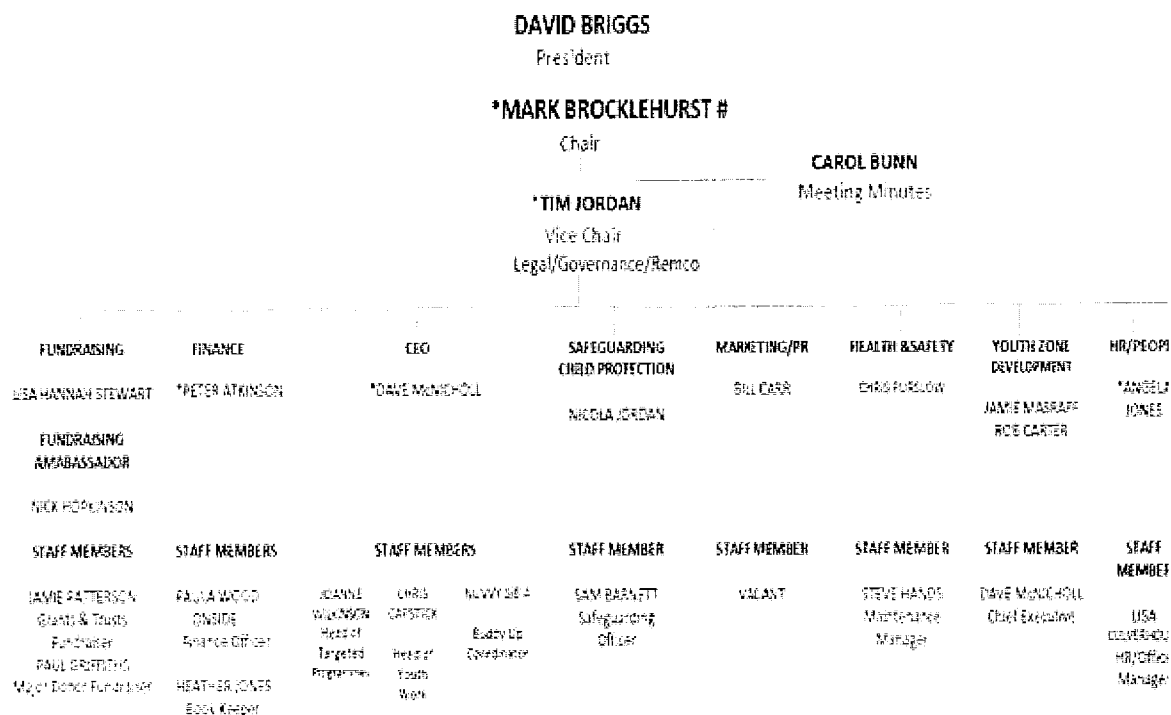 DAVID BRIGGS
President
*MARK BROCKLEHURST #
Chair
CAROL BUNN
Meeting Minutes
*TIM JORDAN
Vice Chair
Legal/Governance/Remco
FUNDRAISING
LISA HANNAH STEWART
FUNDRAISING
AMABASSADOR
NICK HOPKINSON
STAFF MEMBERS
JAMIE PATTERSON
Grants & Trusts
Fundraiser
PAUL GRIFFITHS
Major Donor Fundraiser
FINANCE
*PETER ATKINSON
STAFF MEMBERS
PAULA WOOD
ONSIDE
Finance Officer
HEATHER JONES
Book Keeper
CEO
*DAVE McNICHOLL
STAFF MEMBERS
JOANNE
WILKINSON
Head of
Targeted
Programmes
CHRIS
CAPSTICK
Head of
Youth
Work
Buddy Up
Coordinator
SAFEGUARDING
CHILD PROTECTION
NICOLA JORDAN
STAFF MEMBER
SAM BARNETT
Safeguarding
Officer
MARKETING/PR
BILL CARR
STAFF MEMBER
VACANT
HEALTH & SAFETY
CHRIS PURSLOW
STAFF MEMBER
STEVE HANDS
Maintenance
Manager
YOUTH ZONE
DEVELOPMENT
JAMIE MASRAFF
ROB CARTER
STAFF MEMBER
DAVE McNICHOLL
Chief Executive
HR/PEOP
*ANGELA
JONES
STAFF
MEMBER
LISA
HR/Office
Manager